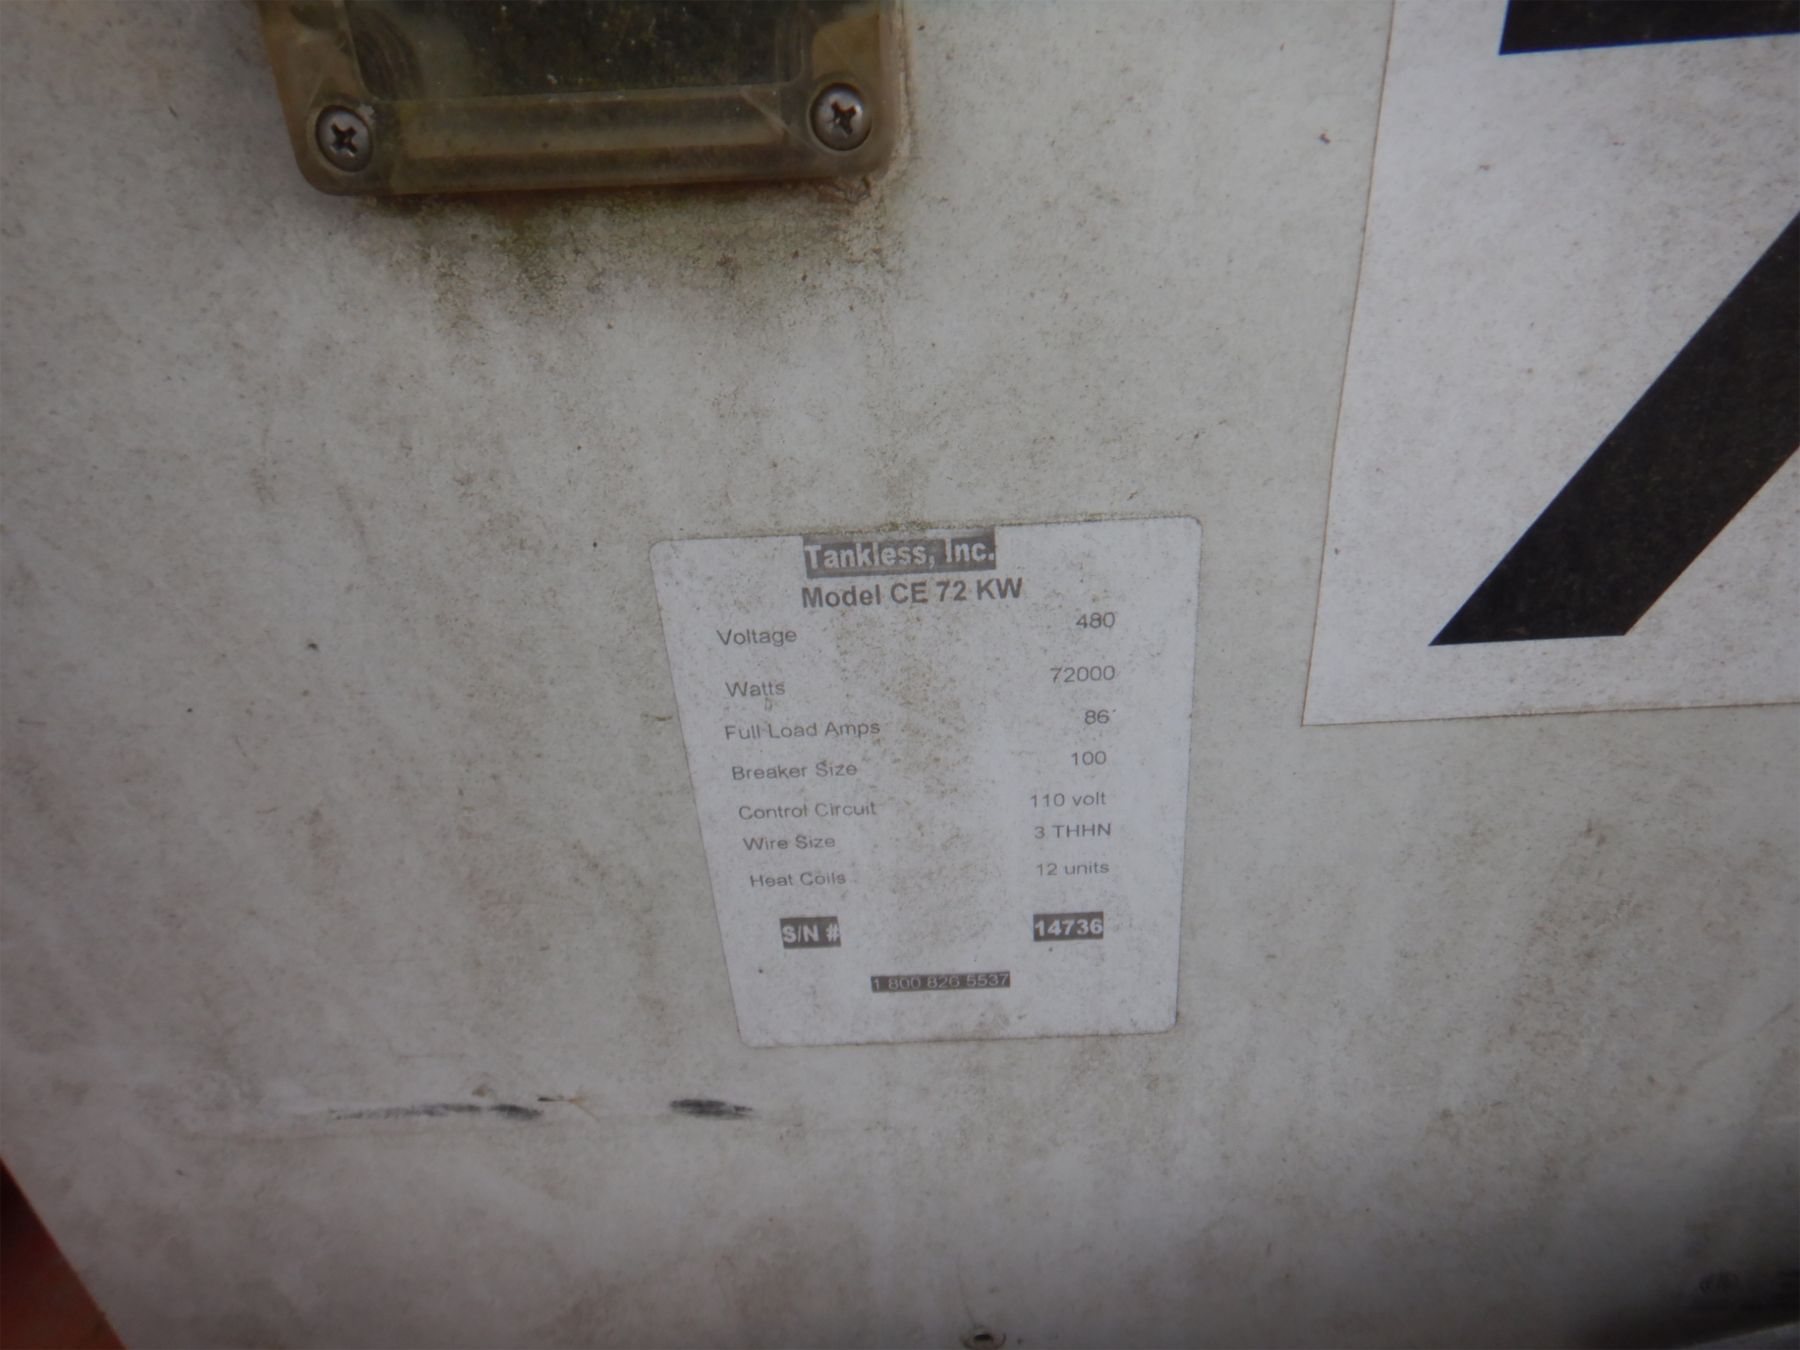 Tankless, Inc.
Model CE 72 KW
Voltage 480
Watts 72000
Full Load Amps 86
Breaker Size 100
Control Circuit 110 volt
Wire Size 3 THHN
Heat Coils 12 units
S/N # 14736
1 800 826 5537